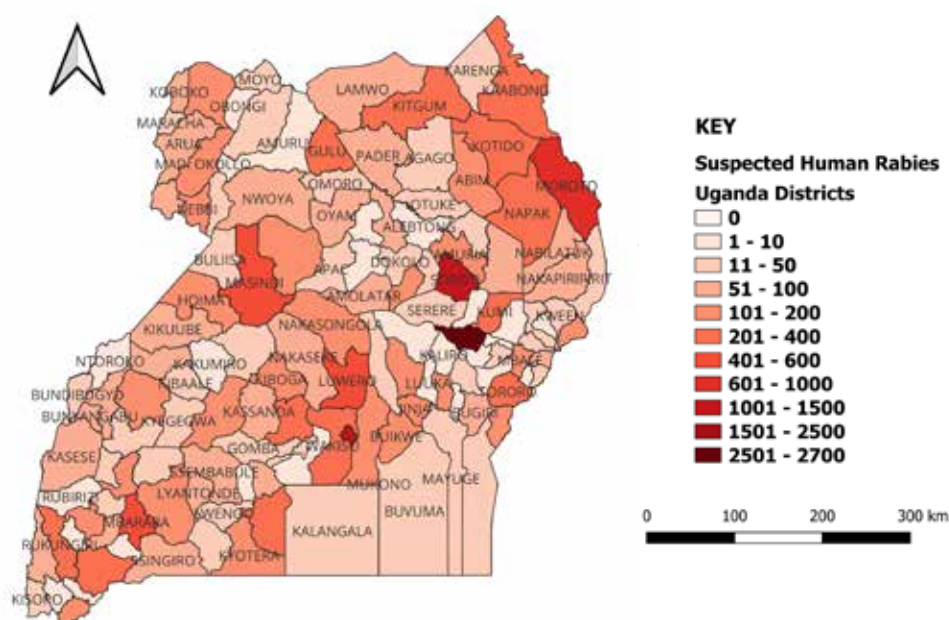 KARENGA
MOYO
KAABONG
KOBOKO
LAMWO
OBONGI
KITGUM
MARACHA
ARUA
AMURU
KOTIDO
GULU
PADER
AGAGO
MADI OKOLLO
ABIM
MOROTO
OMORO
NEBBI
NWOYA
NAPAK
OTUKE
OYAM
ALEBTONG
AMURIA
NABILATUK
BULIISA
DOKOLO
APAC
NAKAPIRIPIRIT
MASINDI
HOIMA
AMOLATAR
SERERE
KUMI
KWEEN
NAKASONGOLA
KIKUUBE
NTOROKO
KAKUMIRO
NAKASEKE
KALIRO
MBALE
KIBAALE
KIBOGA
LUWERO
LUUKA
BUNDIBUGYO
TORORO
BUNYANGABU
KASSANDA
JINJA
BUGIRI
KYEGEGWA
WAKISO
BUIKWE
GOMBA
KASESE
SSEMBABULE
MUKONO
MAYUGE
RUBIRIZI
LYANTONDE
BUVUMA
MBARARA
LWENGO
KALANGALA
RUKUNGIRI
KYOTERA
ISINGIRO
KISORO
KEY
Suspected Human Rabies
Uganda Districts
0
1 - 10
11 - 50
51 - 100
101 - 200
201 - 400
401 - 600
601 - 1000
1001 - 1500
1501 - 2500
2501 - 2700
0 100 200 300 km